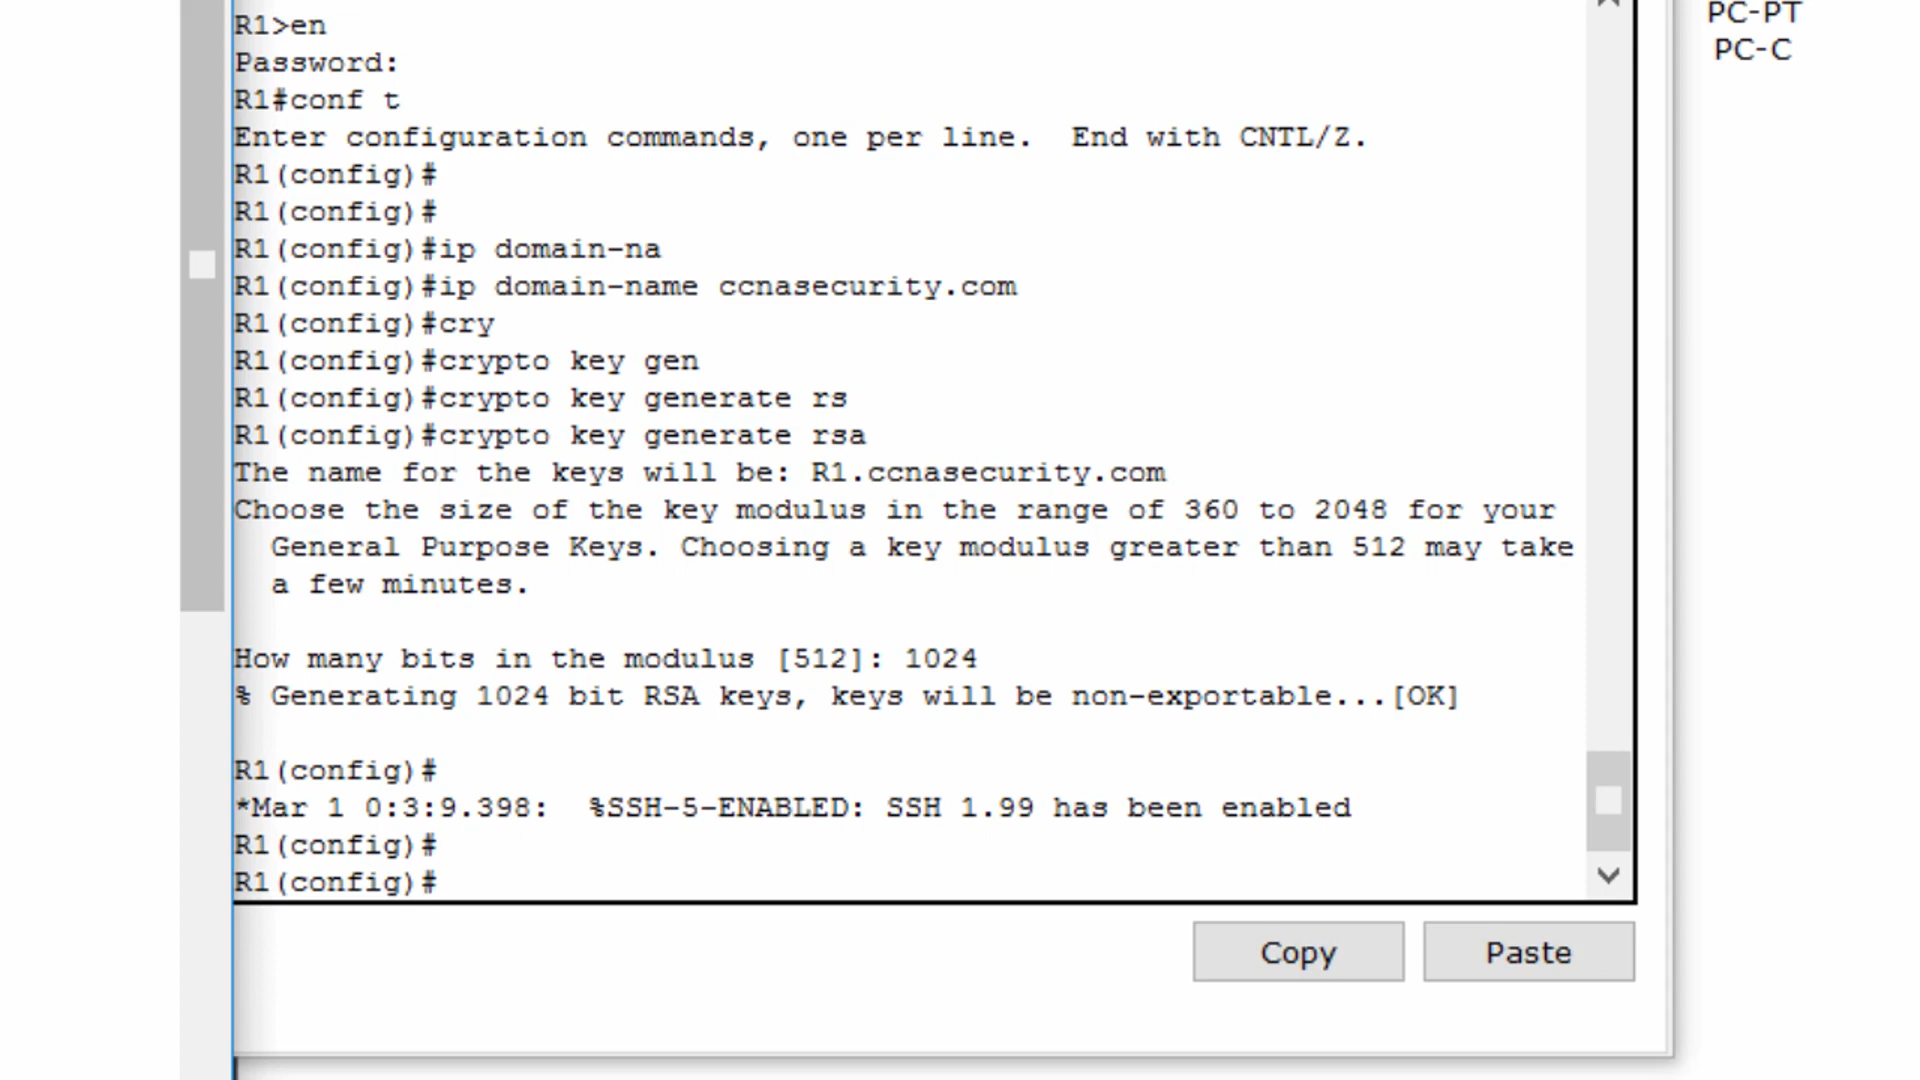 R1>en
Password:
R1#conf t
Enter configuration commands, one per line.  End with CNTL/Z.
R1(config)#
R1(config)#
R1(config)#ip domain-na
R1(config)#ip domain-name ccnasecurity.com
R1(config)#cry
R1(config)#crypto key gen
R1(config)#crypto key generate rs
R1(config)#crypto key generate rsa
The name for the keys will be: R1.ccnasecurity.com
Choose the size of the key modulus in the range of 360 to 2048 for your
  General Purpose Keys. Choosing a key modulus greater than 512 may take
  a few minutes.

How many bits in the modulus [512]: 1024
% Generating 1024 bit RSA keys, keys will be non-exportable...[OK]

R1(config)#
*Mar 1 0:3:9.398:  %SSH-5-ENABLED: SSH 1.99 has been enabled
R1(config)#
R1(config)#
Copy
Paste
PC-PT
PC-C